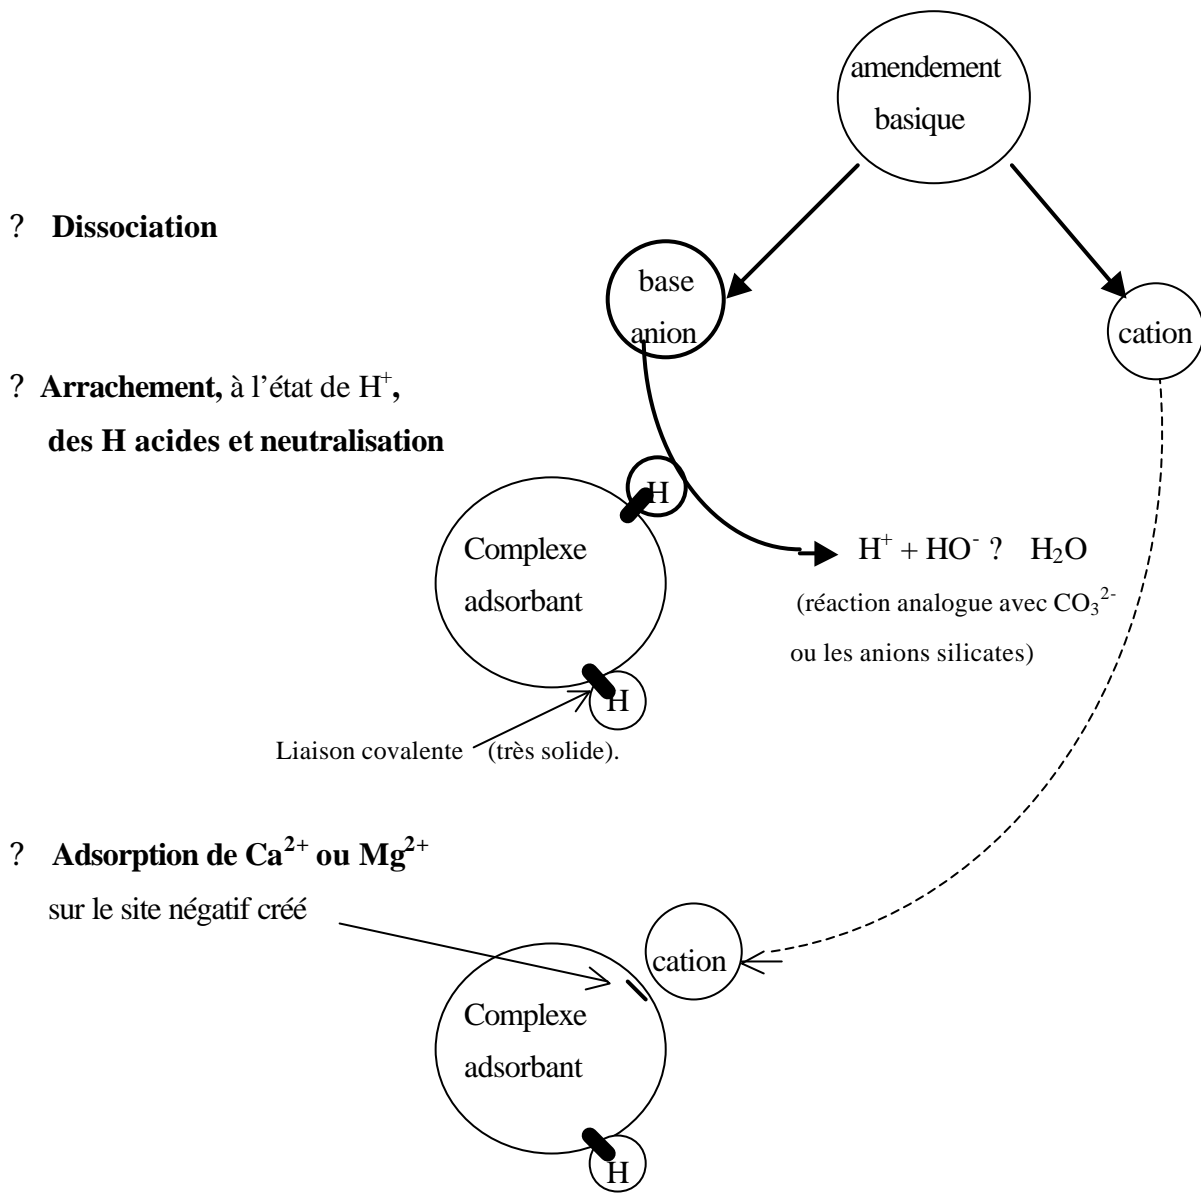 amendement
basique
? Dissociation
base
anion
cation
? Arrachement, à l'état de H⁺,
des H acides et neutralisation
H
Complexe
adsorbant
H⁺ + HO⁻ ? H₂O
(réaction analogue avec CO₃²⁻
ou les anions silicates)
H
Liaison covalente (très solide).
? Adsorption de Ca²⁺ ou Mg²⁺
sur le site négatif créé
cation
Complexe
adsorbant
H